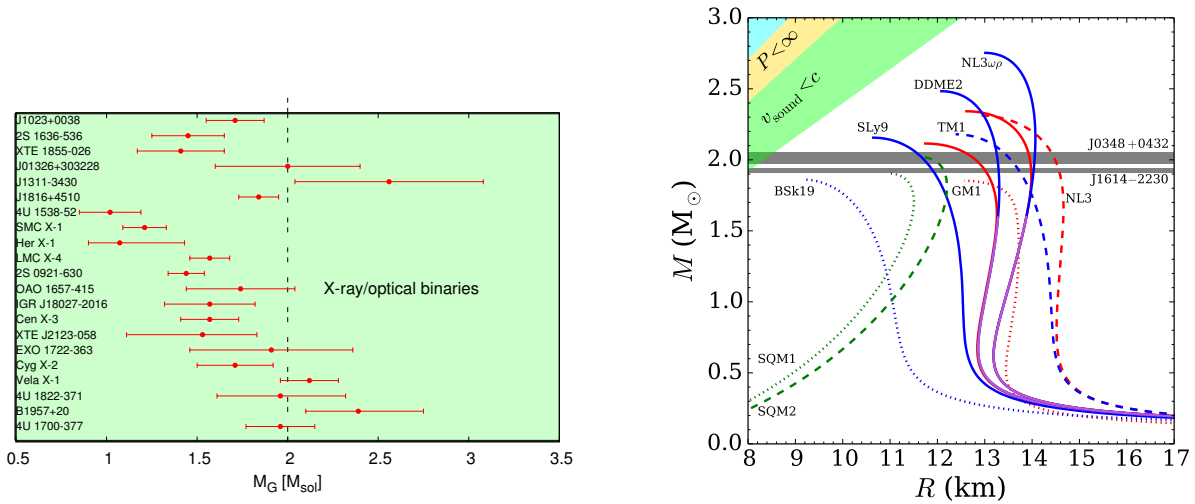 J1023+0038
2S 1636-536
XTE 1855-026
J01326+303228
J1311-3430
J1816+4510
4U 1538-52
SMC X-1
Her X-1
LMC X-4
2S 0921-630
OAO 1657-415
IGR J18027-2016
Cen X-3
XTE J2123-058
EXO 1722-363
Cyg X-2
Vela X-1
4U 1822-371
B1957+20
4U 1700-377
X-ray/optical binaries
0.5 1 1.5 2 2.5 3 3.5
M_G [M_sol]
3.0
2.5
2.0
1.5
1.0
0.5
0.0
M (M⊙)
P<∞
v_sound<c
NL3ωρ
DDME2
SLy9
TM1
J0348+0432
J1614−2230
BSk19
GM1
NL3
SQM1
SQM2
8 9 10 11 12 13 14 15 16 17
R (km)